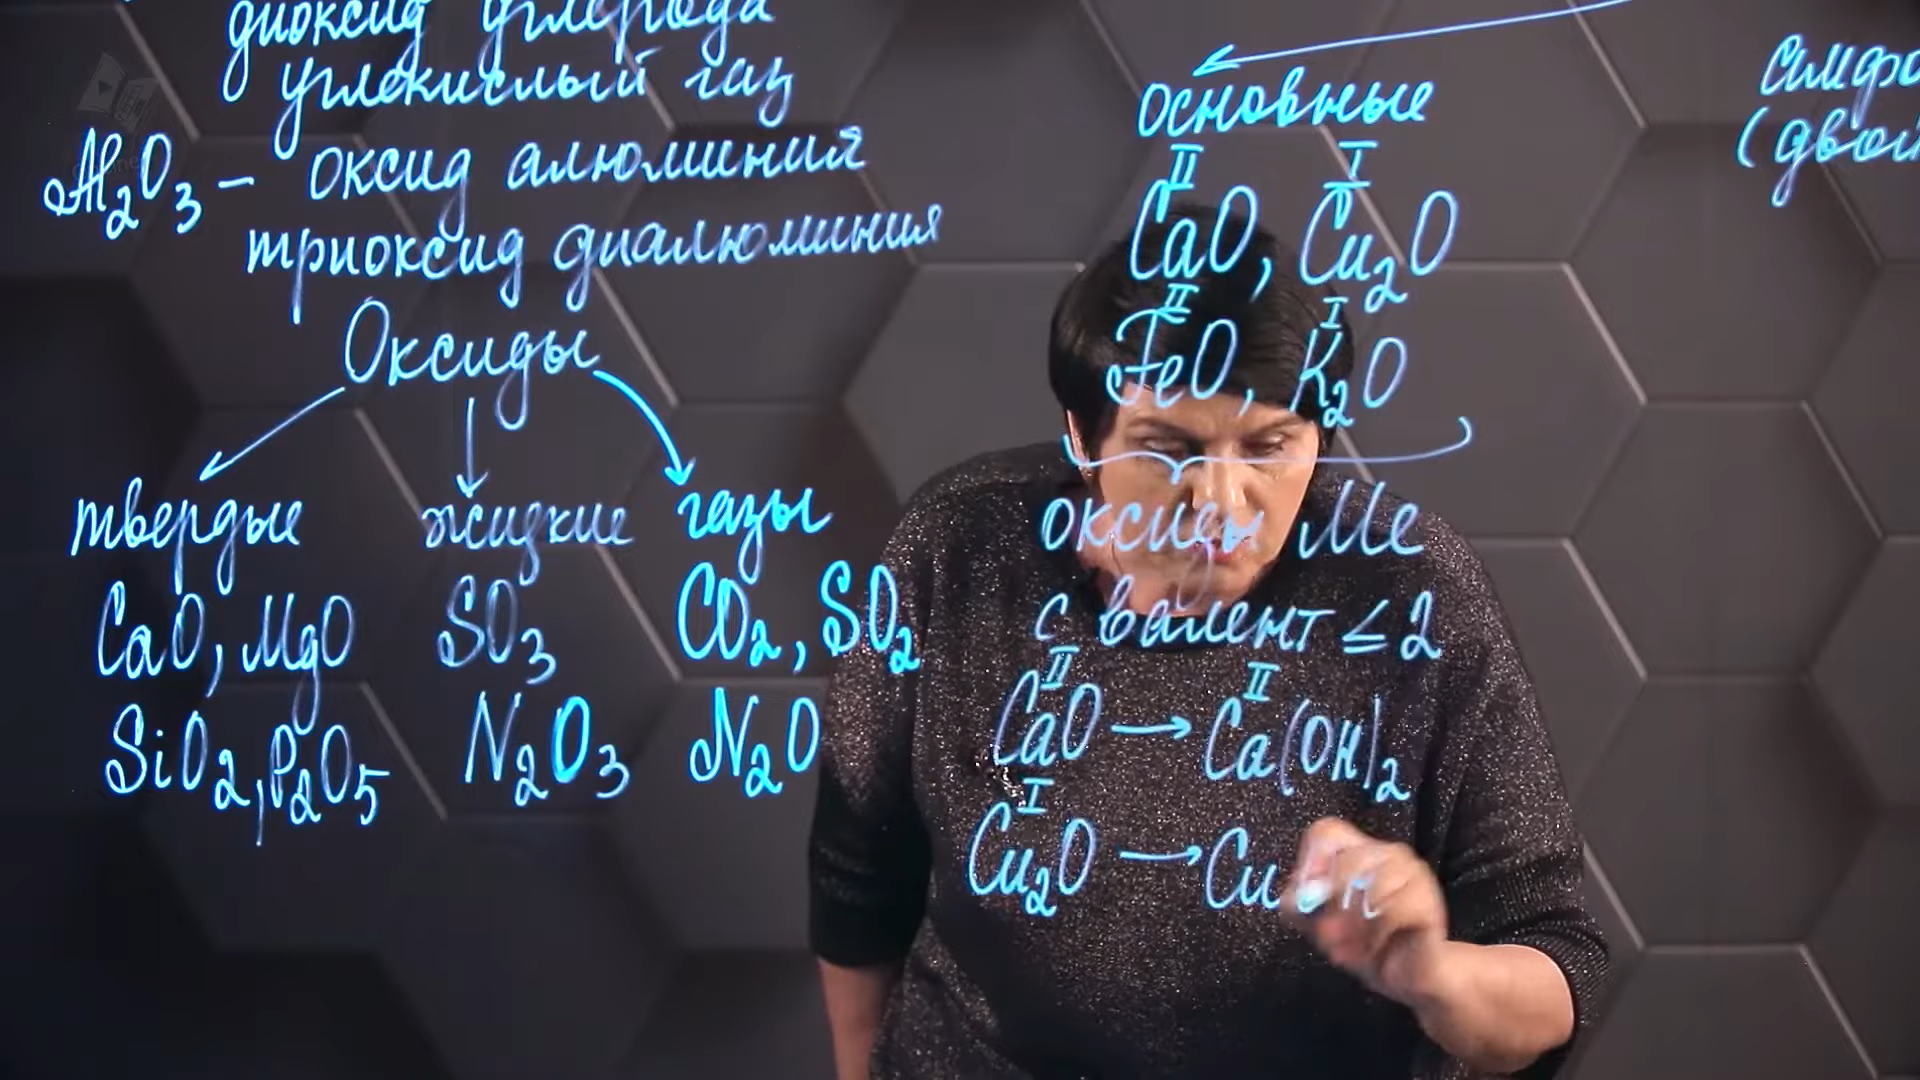 диоксид углерода
углекислый газ
Al₂O₃ – оксид алюминия
триоксид диалюминия
Оксиды
твердые жидкие газы
CaO, MgO SO₃ CO₂, SO₂
SiO₂, P₂O₅ N₂O₃ N₂O
основные
II I
CaO, Cu₂O
II I
FeO, K₂O
оксиды Me
с валент ≤ 2
II II
CaO → Ca(OH)₂
I
Cu₂O → CuOH
(